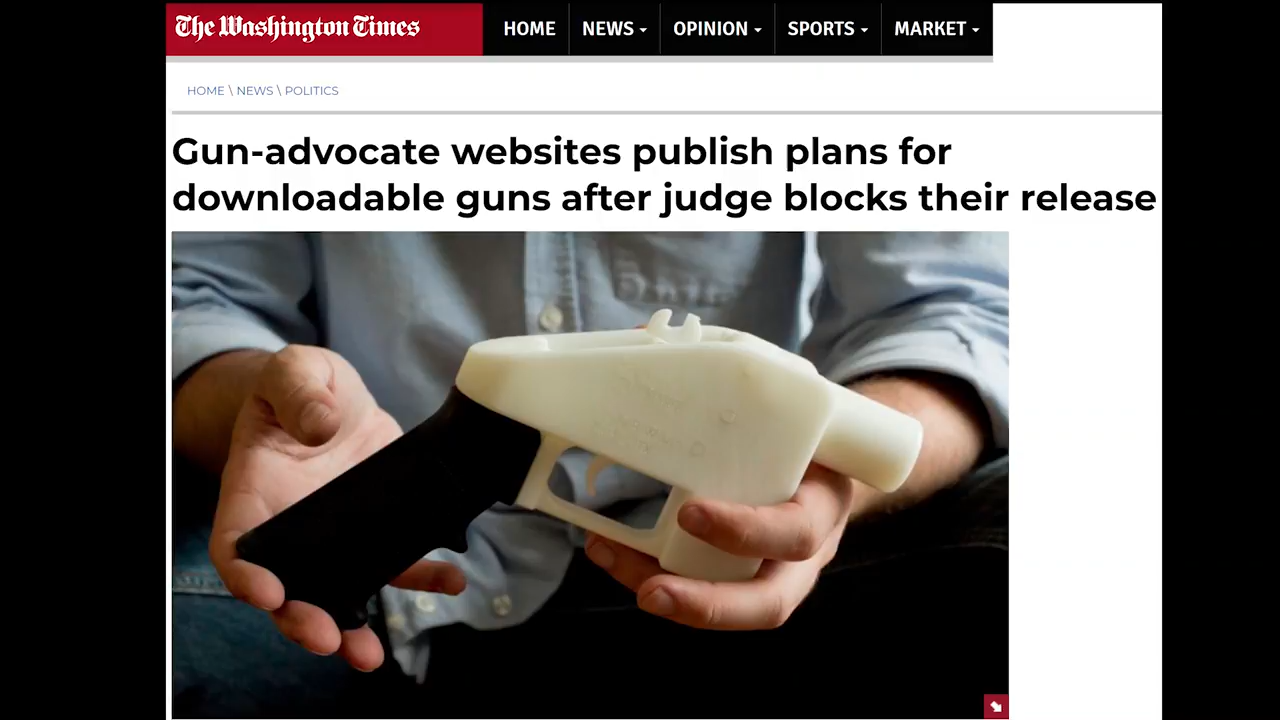 The Washington Times
HOME NEWS OPINION SPORTS MARKET
HOME \ NEWS \ POLITICS
Gun-advocate websites publish plans for
downloadable guns after judge blocks their release